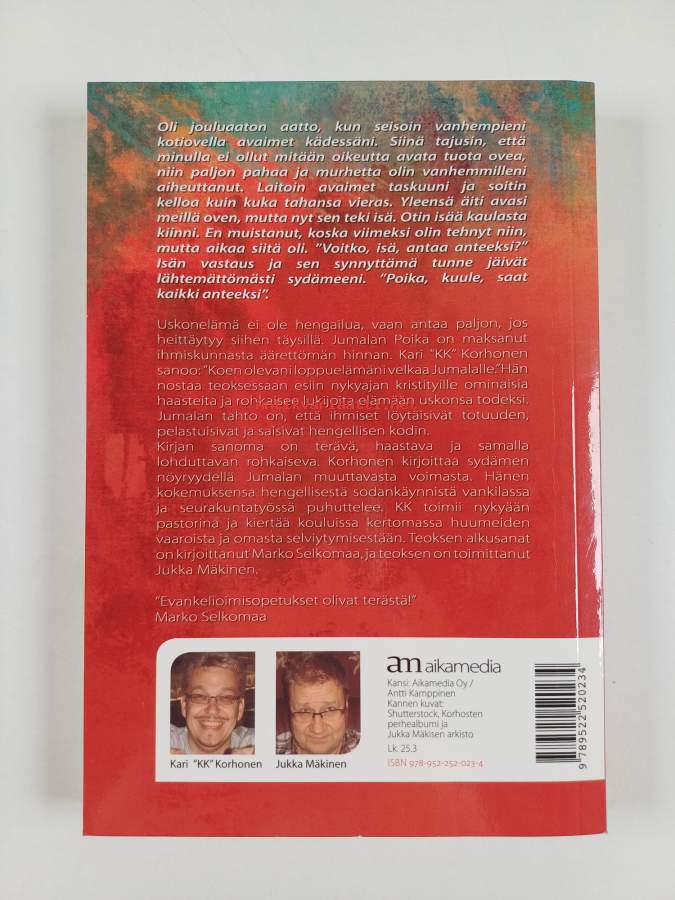 Oli jouluaaton aatto, kun seisoin vanhempieni
kotiovella avaimet kädessäni. Siinä tajusin, että
minulla ei ollut mitään oikeutta avata tuota ovea,
niin paljon pahaa ja murhetta olin vanhemmilleni
aiheuttanut. Laitoin avaimet taskuuni ja soitin
kelloa kuin kuka tahansa vieras. Yleensä äiti avasi
meillä oven, mutta nyt sen teki isä. Otin isää kaulasta
kiinni. En muistanut, koska viimeksi olin tehnyt niin,
mutta aikaa siitä oli. ”Voitko, isä, antaa anteeksi?”
Isän vastaus ja sen synnyttämä tunne jäivät
lähtemättömästi sydämeeni. ”Poika, kuule, saat
kaikki anteeksi”.
Uskonelämä ei ole hengailua, vaan antaa paljon, jos
heittäytyy siihen täysillä. Jumalan Poika on maksanut
ihmiskunnasta äärettömän hinnan. Kari ”KK” Korhonen
sanoo: ”Koen olevani loppuelämäni velkaa Jumalalle.” Hän
nostaa teoksessaan esiin nykyajan kristityille ominaisia
haasteita ja rohkaisee lukijoita elämään uskonsa todeksi.
Jumalan tahto on, että ihmiset löytäisivät totuuden,
pelastuisivat ja saisivat hengellisen kodin.
Kirjan sanoma on terävä, haastava ja samalla
lohduttavan rohkaiseva. Korhonen kirjoittaa sydämen
nöyryydellä Jumalan muuttavasta voimasta. Hänen
kokemuksensa hengellisestä sodankäynnistä vankilassa
ja seurakuntatyössä puhuttelee. KK toimii nykyään
pastorina ja kiertää kouluissa kertomassa huumeiden
vaaroista ja omasta selviytymisestään. Teoksen alkusanat
on kirjoittanut Marko Selkomaa, ja teoksen on toimittanut
Jukka Mäkinen.
”Evankelioimisopetukset olivat terästä!”
Marko Selkomaa
Kari ”KK” Korhonen
Jukka Mäkinen
am aikamedia
Kansi: Aikamedia Oy /
Antti Kamppinen
Kannen kuvat:
Shutterstock, Korhosten
perhealbumi ja
Jukka Mäkisen arkisto
Lk. 25.3
ISBN 978-952-252-023-4
9 789522 520234